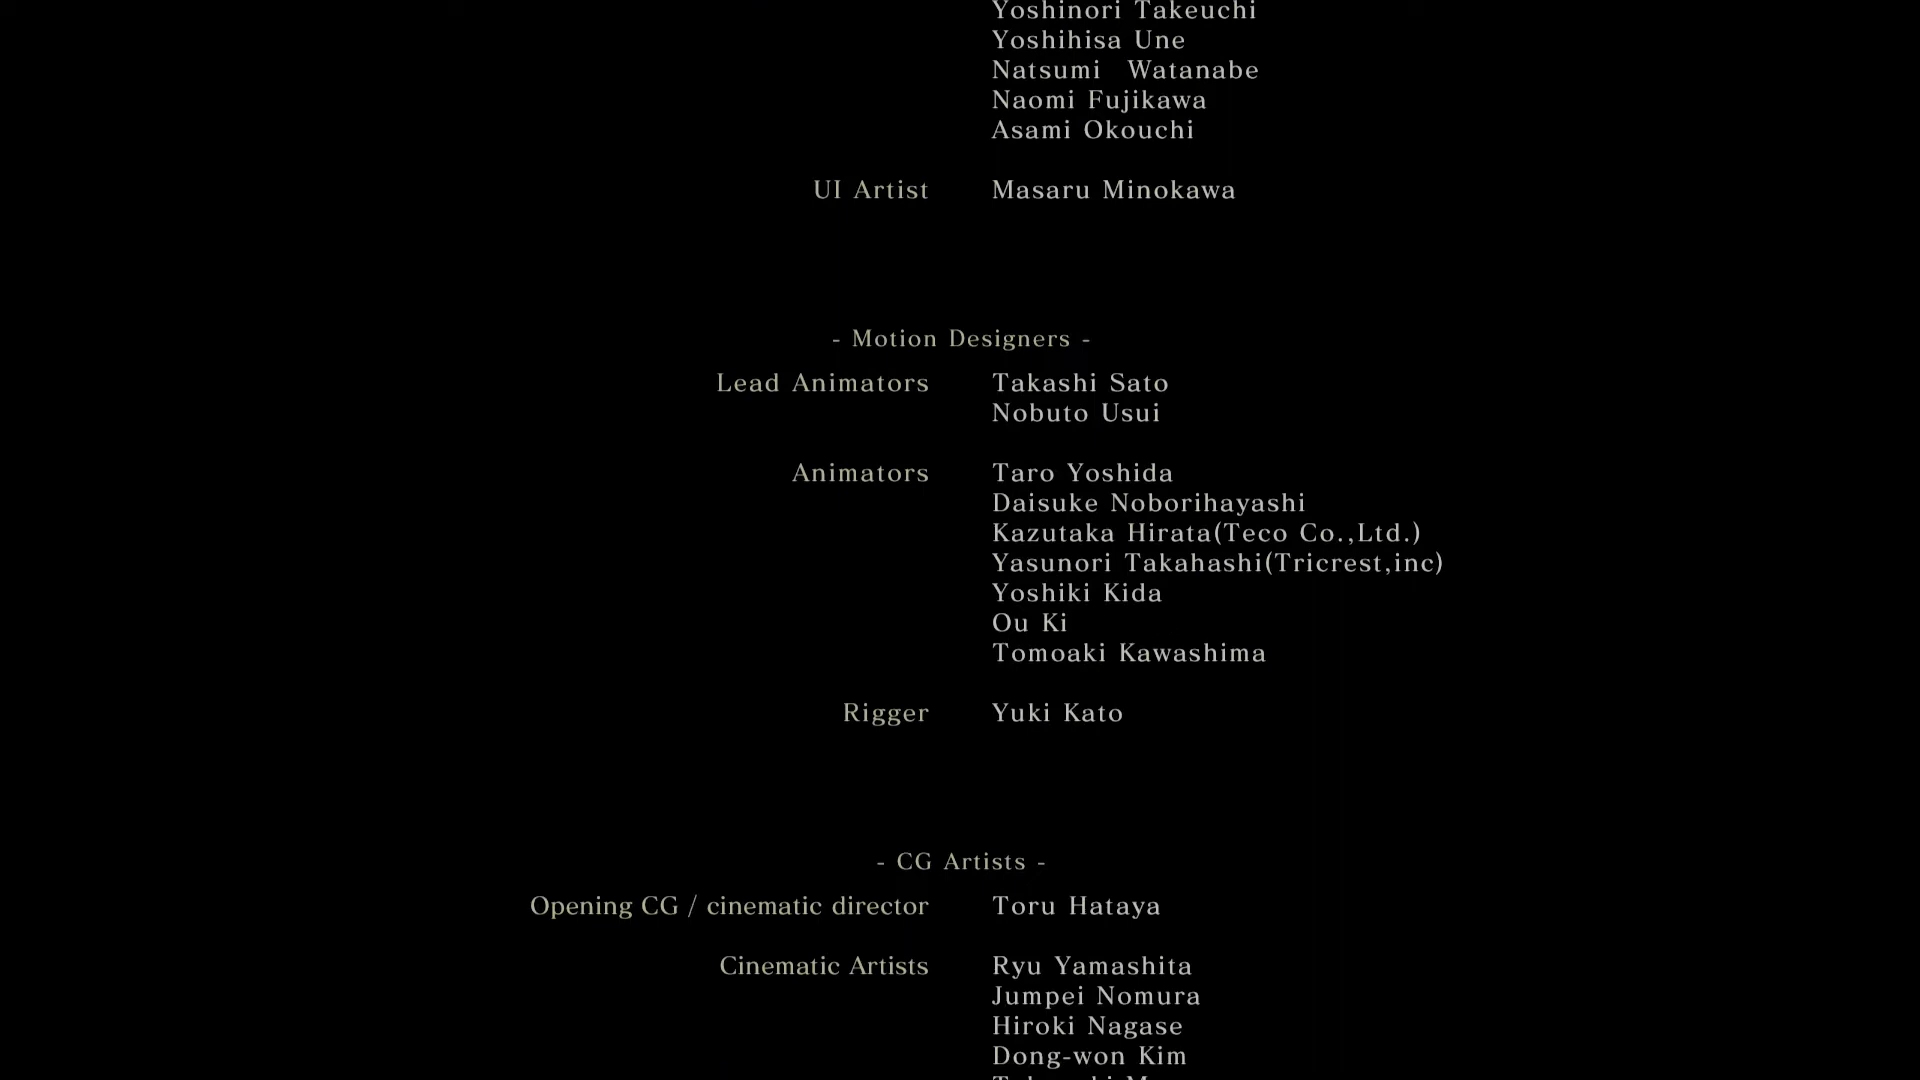 Yoshinori Takeuchi
Yoshihisa Une
Natsumi  Watanabe
Naomi Fujikawa
Asami Okouchi
UI Artist Masaru Minokawa
- Motion Designers -
Lead Animators Takashi Sato
Nobuto Usui
Animators Taro Yoshida
Daisuke Noborihayashi
Kazutaka Hirata(Teco Co.,Ltd.)
Yasunori Takahashi(Tricrest,inc)
Yoshiki Kida
Ou Ki
Tomoaki Kawashima
Rigger Yuki Kato
- CG Artists -
Opening CG / cinematic director Toru Hataya
Cinematic Artists Ryu Yamashita
Jumpei Nomura
Hiroki Nagase
Dong-won Kim